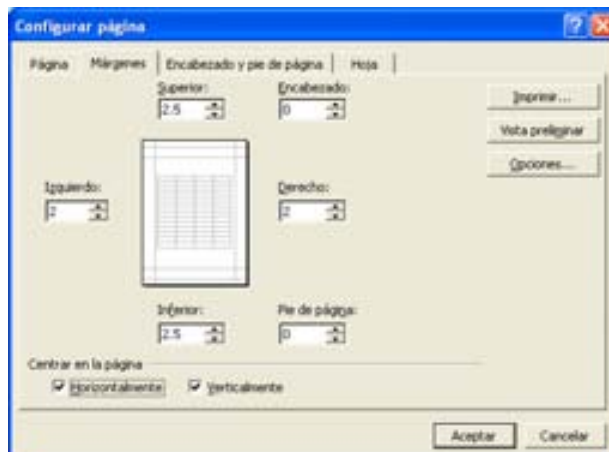 Configurar página
Página Márgenes Encabezado y pie de página Hoja
Superior: Encabezado:
2.5 0
Imprimir...
Vista preliminar
Opciones...
Izquierdo: Derecho:
2 2
Inferior: Pie de página:
2.5 0
Centrar en la página
Horizontalmente Verticalmente
Aceptar Cancelar